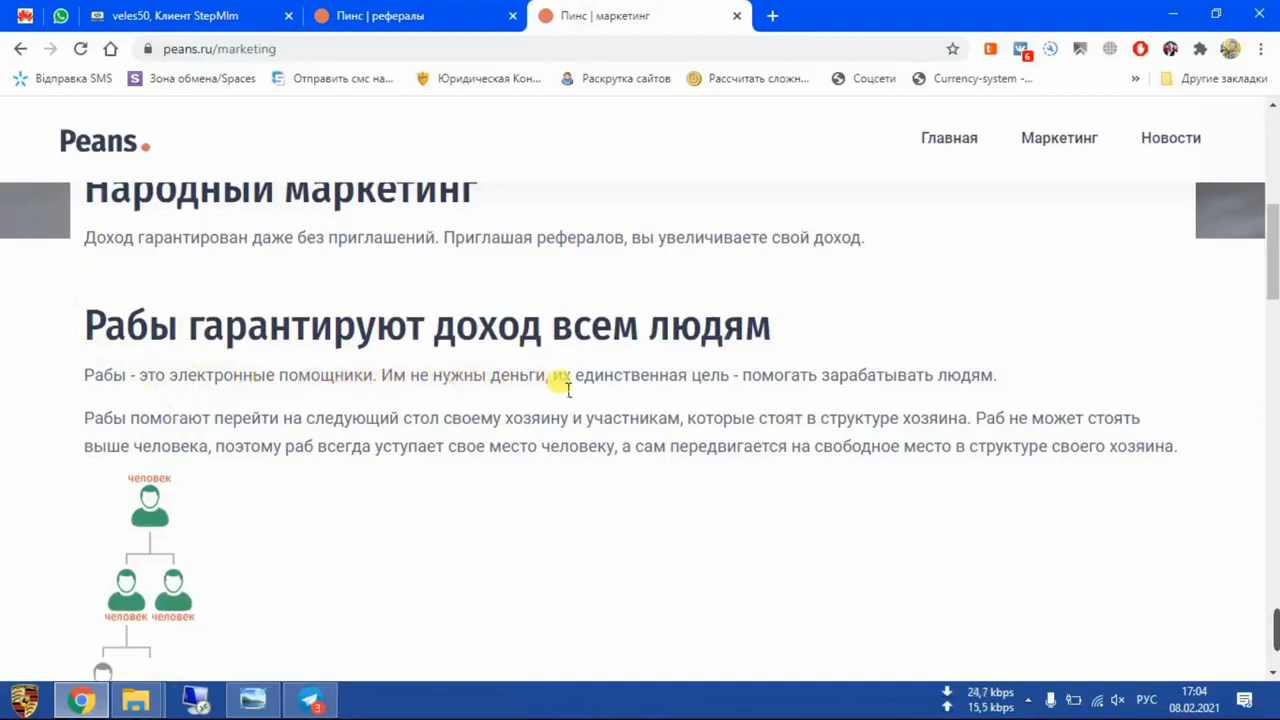 veles50, Клиент StepMlm
Пинс | рефералы
Пинс | маркетинг
peans.ru/marketing
6
Відправка SMS
S Зона обмена/Spaces
Отправить смс на...
Юридическая Кон...
Раскрутка сайтов
Рассчитать сложн...
Соцсети
Currency-system -...
»
Другие закладки
Peans.
Главная
Маркетинг
Новости
Народный маркетинг
Доход гарантирован даже без приглашений. Приглашая рефералов, вы увеличиваете свой доход.
Рабы гарантируют доход всем людям
Рабы - это электронные помощники. Им не нужны деньги, их единственная цель - помогать зарабатывать людям.
Рабы помогают перейти на следующий стол своему хозяину и участникам, которые стоят в структуре хозяина. Раб не может стоять
выше человека, поэтому раб всегда уступает свое место человеку, а сам передвигается на свободное место в структуре своего хозяина.
человек
человек человек
3
24,7 kbps
15,5 kbps
РУС
17:04
08.02.2021